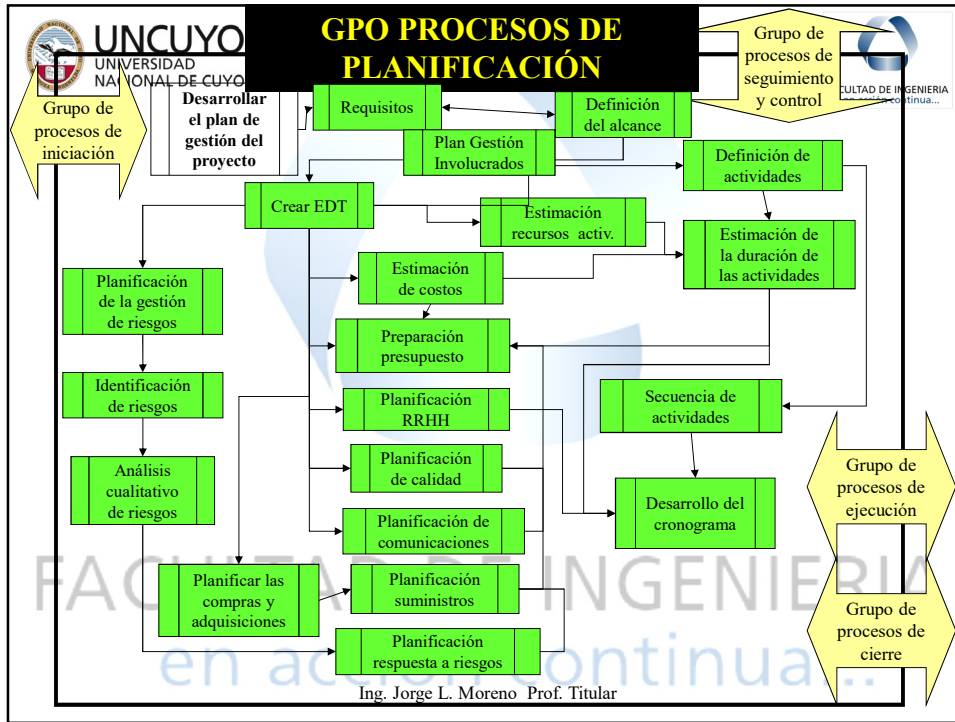 UNCUYO
UNIVERSIDAD
NACIONAL DE CUYO
GPO PROCESOS DE
PLANIFICACIÓN
Grupo de
procesos de
seguimiento
y control
CULTAD DE INGENIERIA
en acción continua...
Grupo de
procesos de
iniciación
Desarrollar
el plan de
gestión del
proyecto
Requisitos
Definición
del alcance
Plan Gestión
Involucrados
Definición de
actividades
Crear EDT
Estimación
recursos activ.
Estimación de
la duración de
las actividades
Planificación
de la gestión
de riesgos
Estimación
de costos
Preparación
presupuesto
Identificación
de riesgos
Planificación
RRHH
Secuencia de
actividades
Análisis
cualitativo
de riesgos
Planificación
de calidad
Desarrollo del
cronograma
Grupo de
procesos de
ejecución
Planificación de
comunicaciones
Planificar las
compras y
adquisiciones
Planificación
suministros
Planificación
respuesta a riesgos
Grupo de
procesos de
cierre
FACULTAD DE INGENIERIA
en acción continua...
Ing. Jorge L. Moreno Prof. Titular